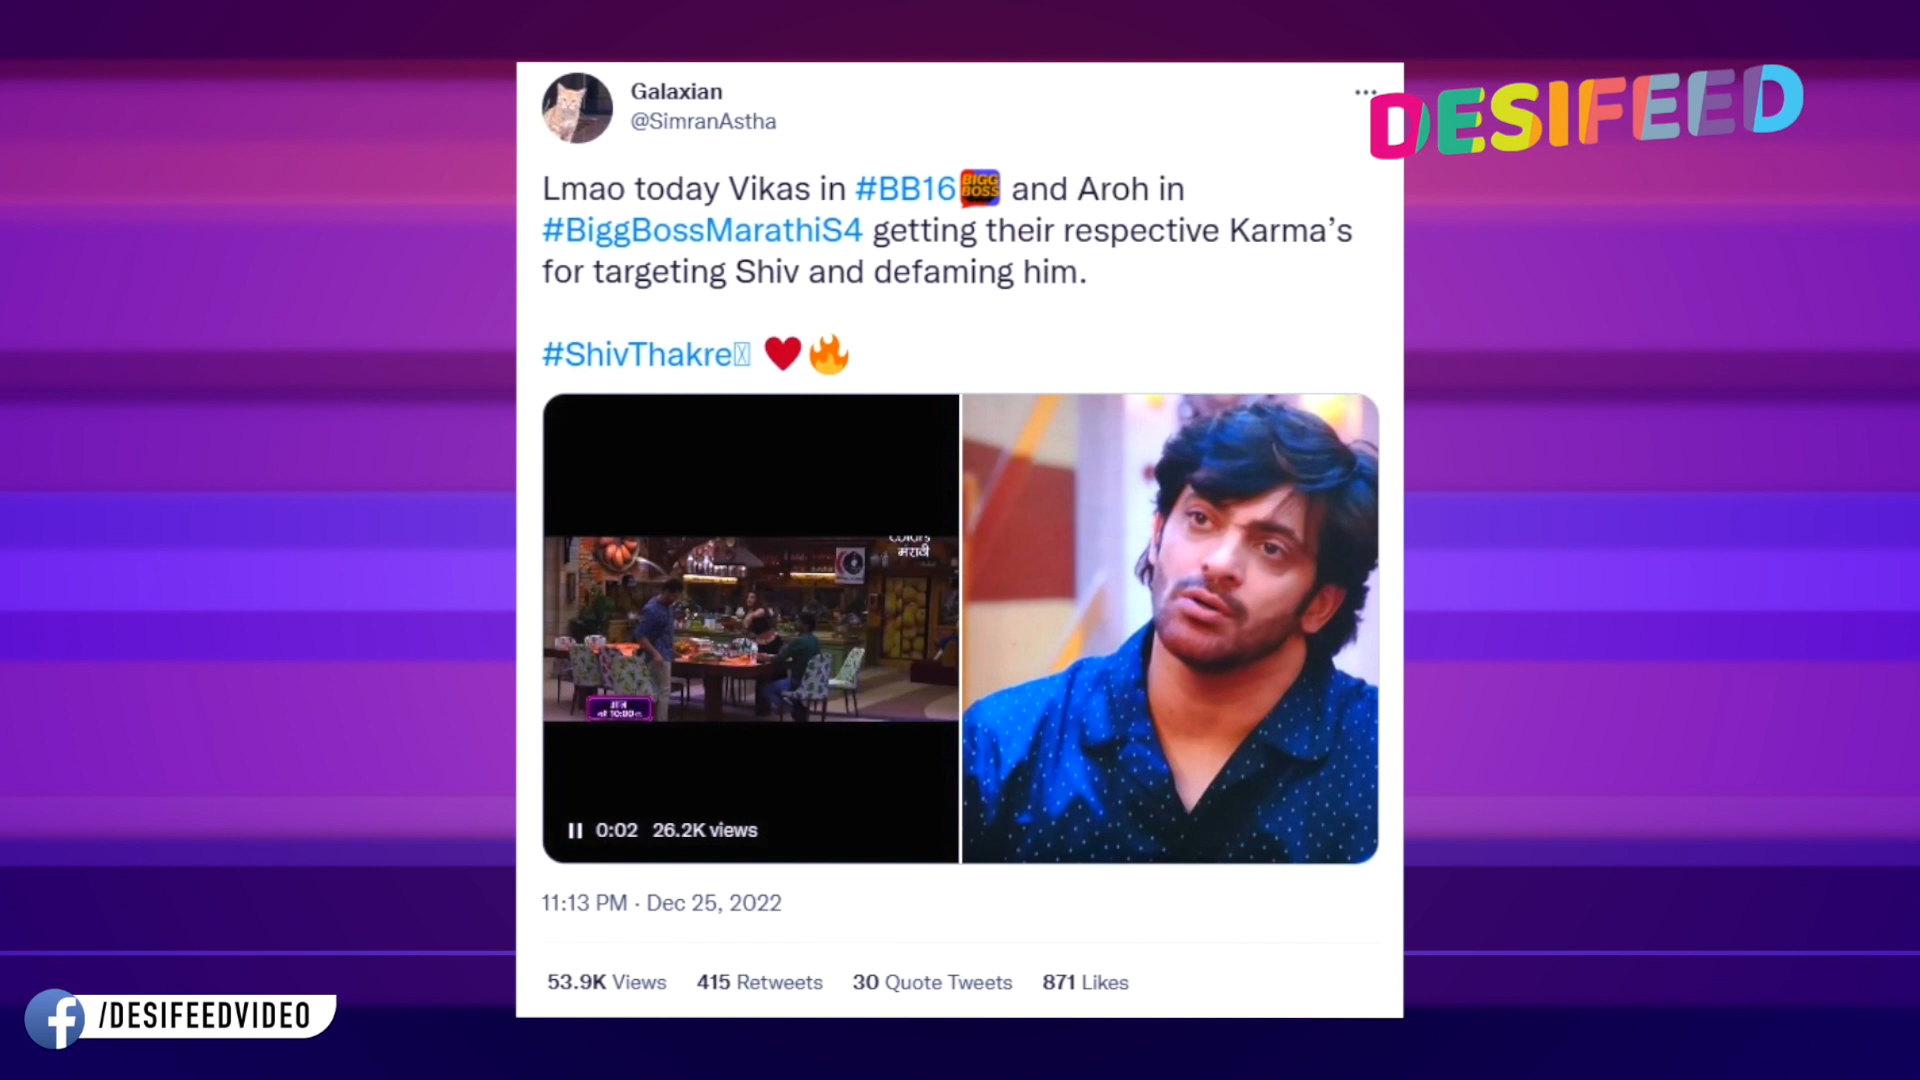 Galaxian
@SimranAstha
DESIFEED
Lmao today Vikas in #BB16 BIGG BOSS and Aroh in
#BiggBossMarathiS4 getting their respective Karma’s
for targeting Shiv and defaming him.
#ShivThakre
मराठी
0:02 26.2K views
11:13 PM · Dec 25, 2022
53.9K Views 415 Retweets 30 Quote Tweets 871 Likes
/DESIFEEDVIDEO